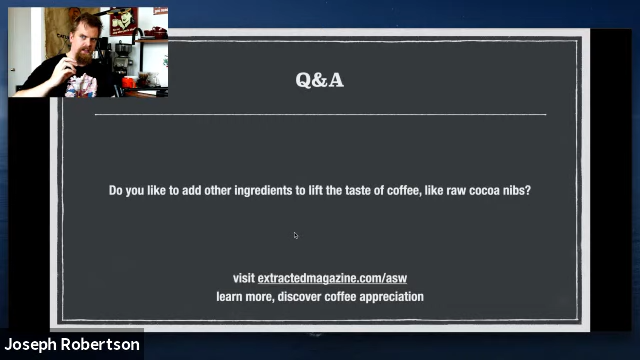 Q&A
Do you like to add other ingredients to lift the taste of coffee, like raw cocoa nibs?
visit extractedmagazine.com/asw
learn more, discover coffee appreciation
Joseph Robertson